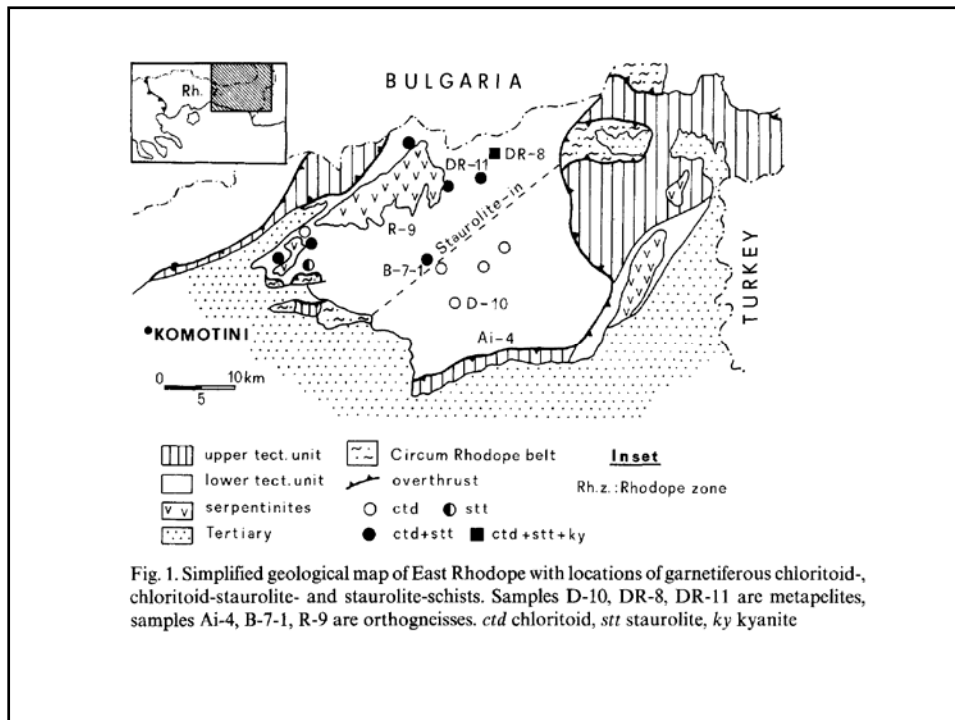 Rh.
BULGARIA
DR-8
DR-11
R-9
Staurolite-in
B-7-1
D-10
Ai-4
TURKEY
KOMOTINI
0 10 km
5
upper tect. unit
lower tect. unit
serpentinites
Tertiary
Circum Rhodope belt
overthrust
ctd stt
ctd+stt ctd+stt+ky
Inset
Rh.z.:Rhodope zone
Fig. 1. Simplified geological map of East Rhodope with locations of garnetiferous chloritoid-,
chloritoid-staurolite- and staurolite-schists. Samples D-10, DR-8, DR-11 are metapelites,
samples Ai-4, B-7-1, R-9 are orthogneisses. ctd chloritoid, stt staurolite, ky kyanite